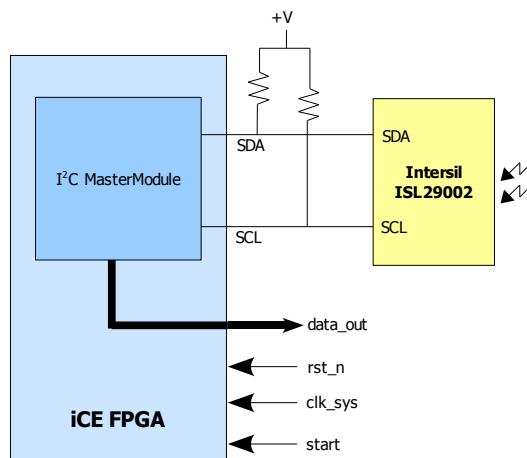 +V
SDA
SDA
I²C MasterModule
Intersil
ISL29002
SCL
SCL
data_out
rst_n
clk_sys
iCE FPGA
start